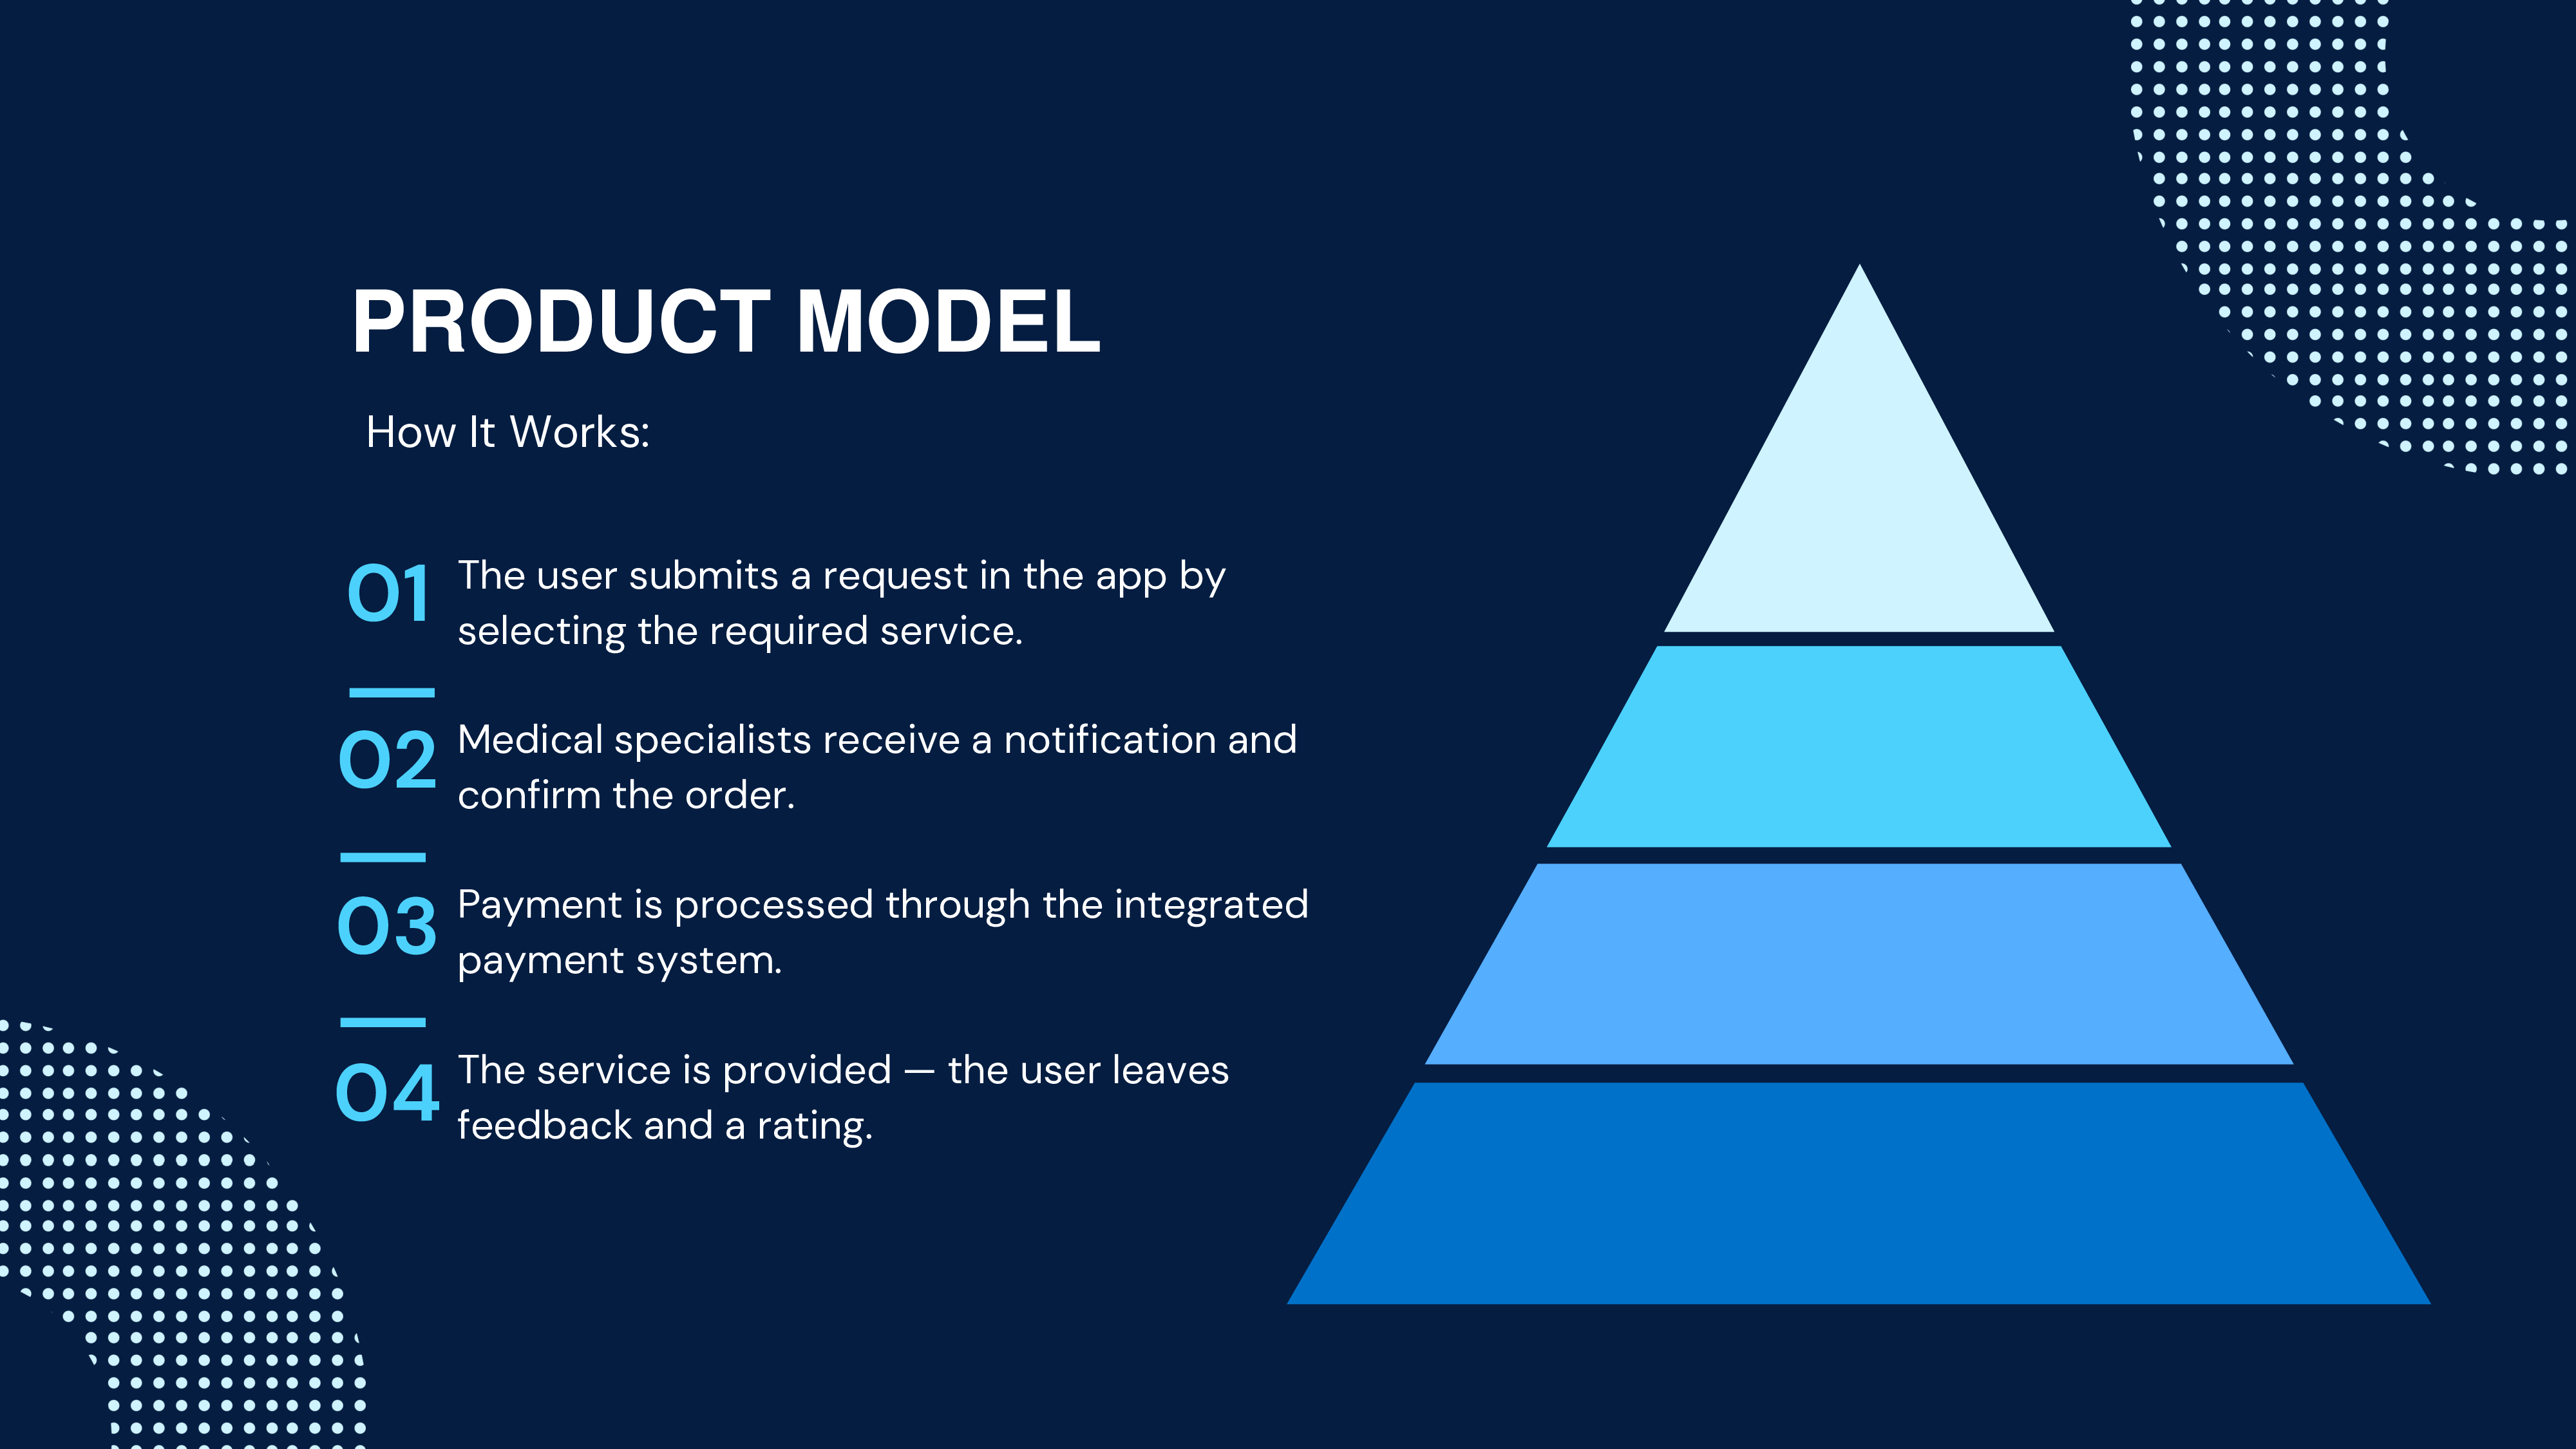 PRODUCT MODEL
How It Works:
01
The user submits a request in the app by
selecting the required service.
02
Medical specialists receive a notification and
confirm the order.
03
Payment is processed through the integrated
payment system.
04
The service is provided — the user leaves
feedback and a rating.